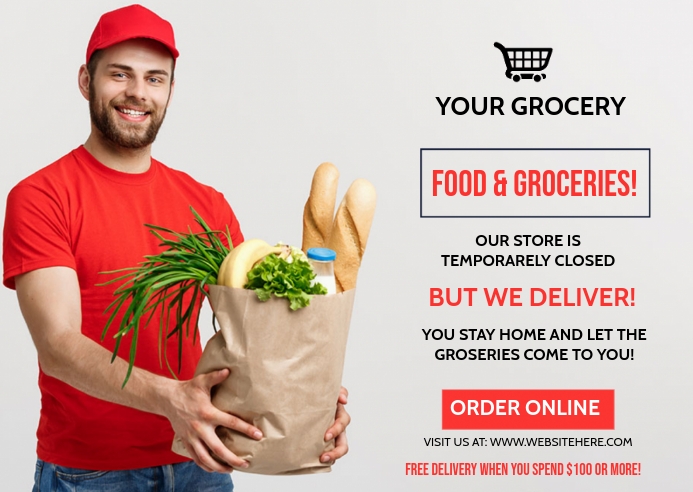 YOUR GROCERY
FOOD & GROCERIES!
OUR STORE IS
TEMPORARELY CLOSED
BUT WE DELIVER!
YOU STAY HOME AND LET THE
GROSERIES COME TO YOU!
ORDER ONLINE
VISIT US AT: WWW.WEBSITEHERE.COM
FREE DELIVERY WHEN YOU SPEND $100 OR MORE!